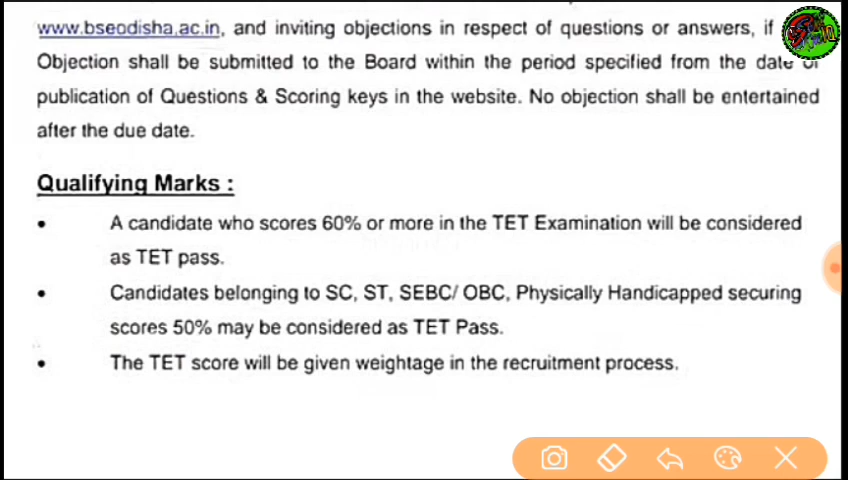 www.bseodisha.ac.in, and inviting objections in respect of questions or answers, if
Objection shall be submitted to the Board within the period specified from the date of
publication of Questions & Scoring keys in the website. No objection shall be entertained
after the due date.
Qualifying Marks :
• A candidate who scores 60% or more in the TET Examination will be considered
as TET pass.
• Candidates belonging to SC, ST, SEBC/ OBC, Physically Handicapped securing
scores 50% may be considered as TET Pass.
• The TET score will be given weightage in the recruitment process.